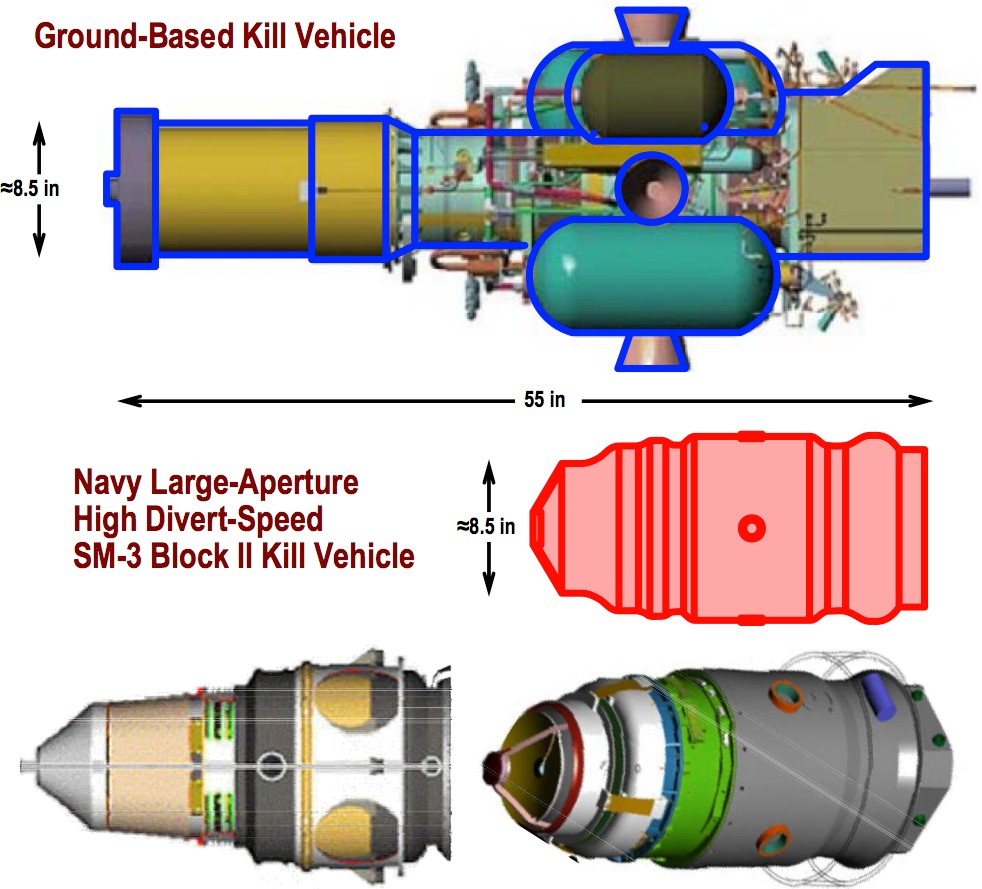 Ground-Based Kill Vehicle
≈8.5 in
55 in
Navy Large-Aperture
High Divert-Speed
SM-3 Block II Kill Vehicle
≈8.5 in